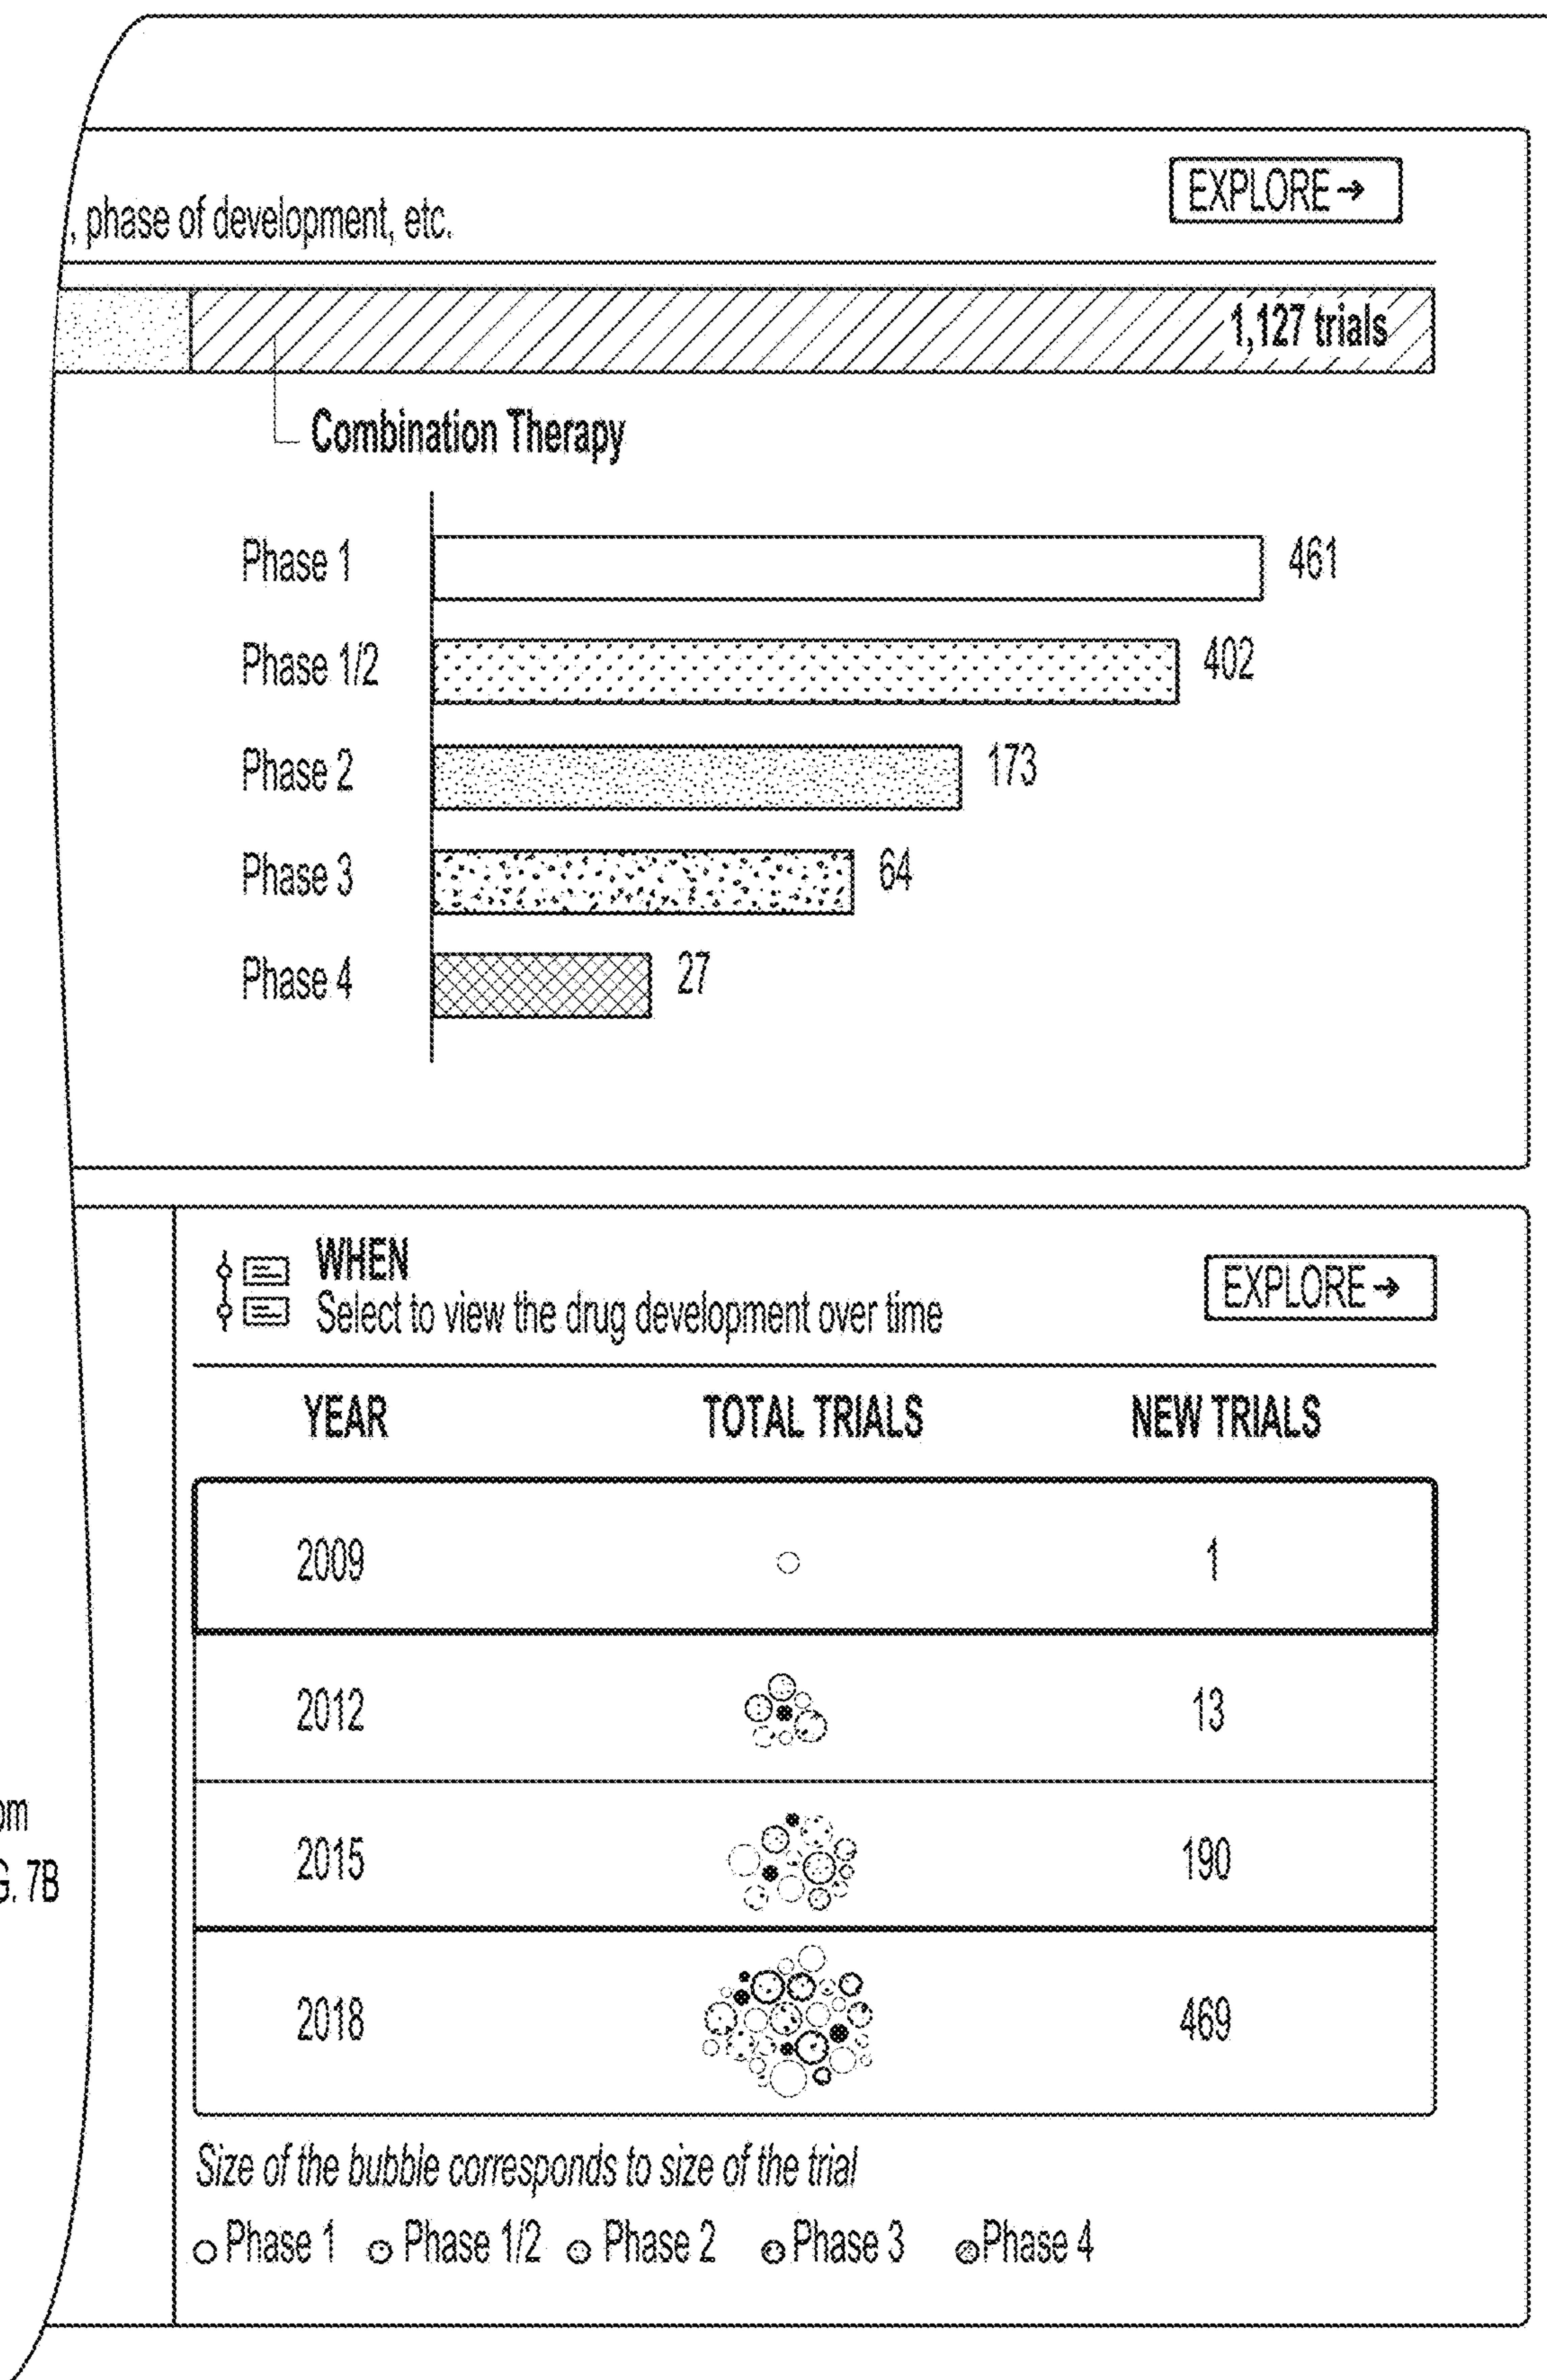 , phase of development, etc.
EXPLORE→
1,127 trials
Combination Therapy
Phase 1 461
Phase 1/2 402
Phase 2 173
Phase 3 64
Phase 4 27
WHEN
Select to view the drug development over time
EXPLORE→
YEAR TOTAL TRIALS NEW TRIALS
2009 1
2012 13
2015 190
2018 469
om
G. 7B
Size of the bubble corresponds to size of the trial
Phase 1 Phase 1/2 Phase 2 Phase 3 Phase 4